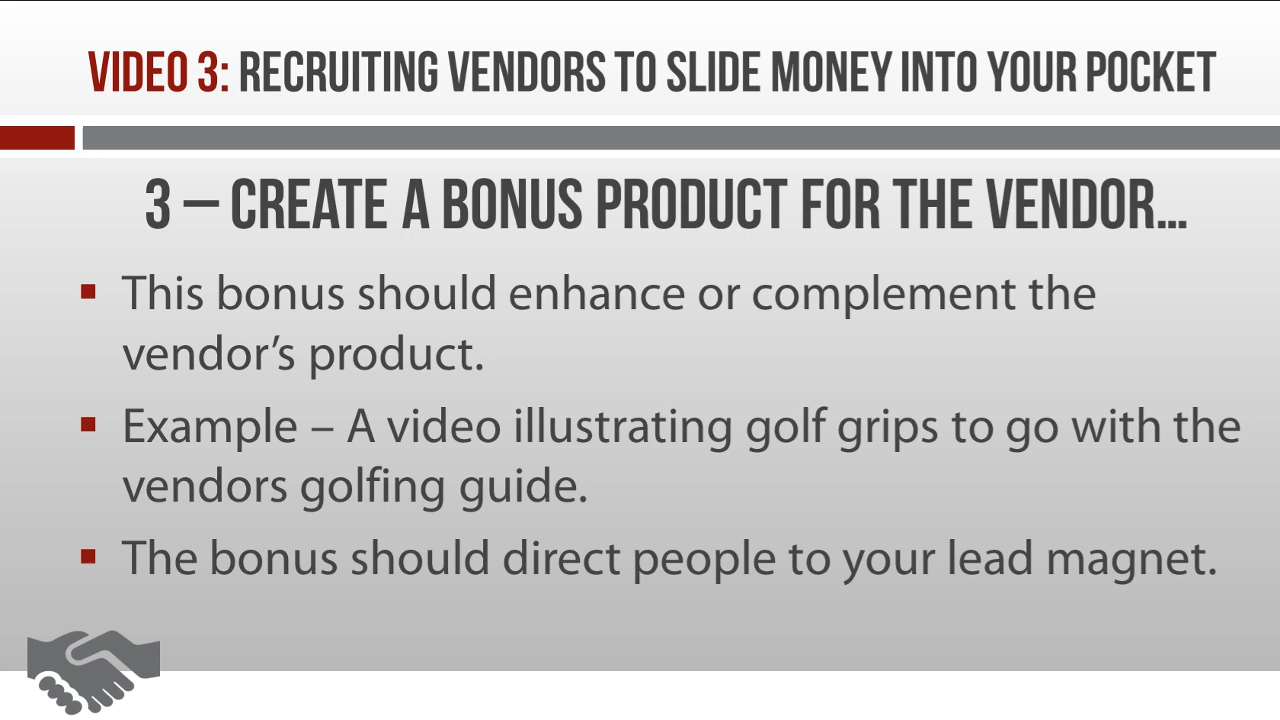 VIDEO 3: RECRUITING VENDORS TO SLIDE MONEY INTO YOUR POCKET
3 – CREATE A BONUS PRODUCT FOR THE VENDOR...
▪ This bonus should enhance or complement the
vendor’s product.
▪ Example – A video illustrating golf grips to go with the
vendors golfing guide.
▪ The bonus should direct people to your lead magnet.